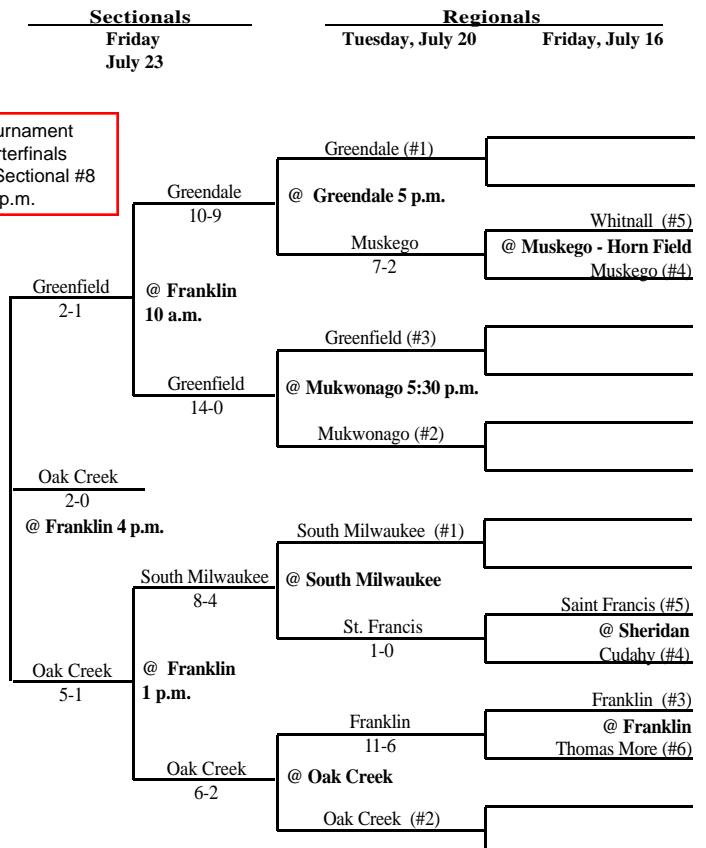 Sectionals
Regionals
Friday
July 23
Tuesday, July 20
Friday, July 16
p.m.
Sectional #8
Greendale (#1)
Greendale
10-9
@ Greendale 5 p.m.
Whitnall (#5)
Muskego
7-2
@ Muskego - Horn Field
Muskego (#4)
Greenfield
2-1
@ Franklin
10 a.m.
Greenfield (#3)
Greenfield
14-0
@ Mukwonago 5:30 p.m.
Mukwonago (#2)
Oak Creek
2-0
@ Franklin 4 p.m.
South Milwaukee (#1)
South Milwaukee
8-4
@ South Milwaukee
Saint Francis (#5)
St. Francis
1-0
@ Sheridan
Cudahy (#4)
Oak Creek
5-1
@ Franklin
1 p.m.
Franklin (#3)
Franklin
11-6
@ Franklin
Thomas More (#6)
Oak Creek
6-2
@ Oak Creek
Oak Creek (#2)